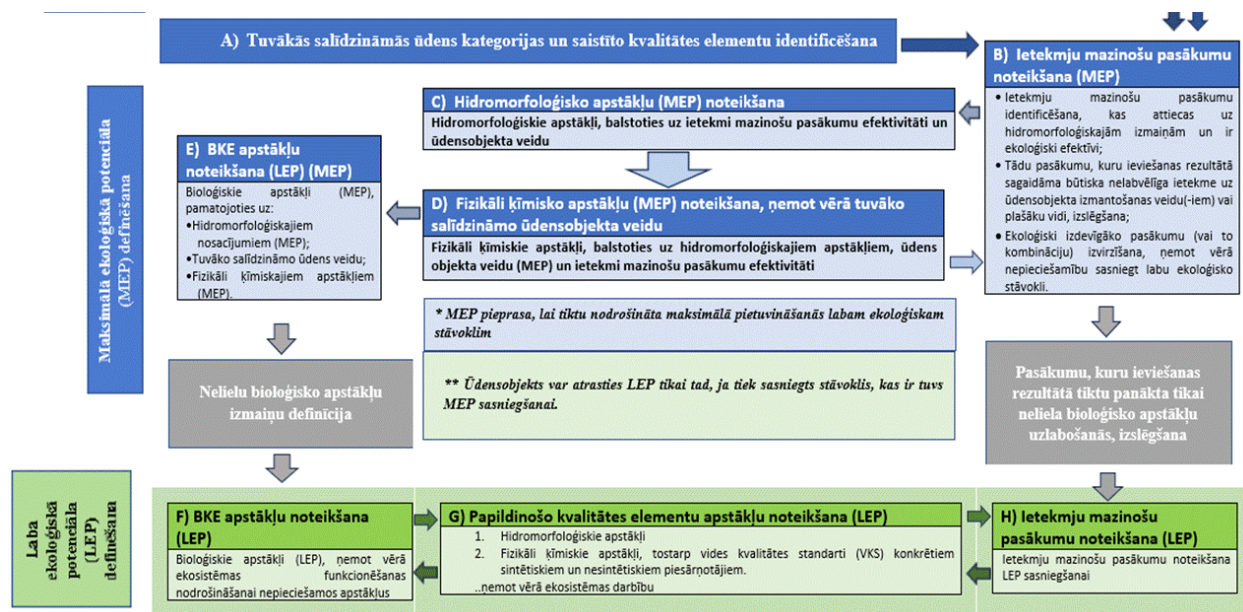 A) Tuvākās salīdzināmās ūdens kategorijas un saistīto kvalitātes elementu identificēšana
Maksimālā ekoloģiskā potenciāla
(MEP) definēšana
B) Ietekmju mazinošu pasākumu
noteikšana (MEP)
• Ietekmju mazinošu pasākumu
identificēšana, kas attiecas uz
hidromorfoloģiskajām izmaiņām un ir
ekoloģiski efektīvi;
• Tādu pasākumu, kuru ieviešanas rezultātā
sagaidāma būtiska nelabvēlīga ietekme uz
ūdensobjekta izmantošanas veidu(-iem) vai
plašāku vidi, izslēgšana;
• Ekoloģiski izdevīgāko pasākumu (vai to
kombināciju) izvirzīšana, ņemot vērā
nepieciešamību sasniegt labu ekoloģisko
stāvokli.
C) Hidromorfoloģisko apstākļu (MEP) noteikšana
Hidromorfoloģiskie apstākļi, balstoties uz ietekmi mazinošu pasākumu efektivitāti un
ūdensobjekta veidu
D) Fizikāli ķīmisko apstākļu (MEP) noteikšana, ņemot vērā tuvāko
salīdzināmo ūdensobjekta veidu
Fizikāli ķīmiskie apstākļi, balstoties uz hidromorfoloģiskajiem apstākļiem, ūdens
objekta veidu (MEP) un ietekmi mazinošu pasākumu efektivitāti
E) BKE apstākļu
noteikšana (LEP) (MEP)
Bioloģiskie apstākļi (MEP),
pamatojoties uz:
•Hidromorfoloģiskajiem
nosacījumiem (MEP);
•Tuvāko salīdzināmo ūdens veidu;
•Fizikāli ķīmiskajiem apstākļiem
(MEP).
* MEP pieprasa, lai tiktu nodrošināta maksimālā pietuvināšanās labam ekoloģiskam
stāvoklim
** Ūdensobjekts var atrasties LEP tikai tad, ja tiek sasniegts stāvoklis, kas ir tuvs
MEP sasniegšanai.
Nelielu bioloģisko apstākļu
izmaiņu definīcija
Pasākumu, kuru ieviešanas
rezultātā tiktu panākta tikai
neliela bioloģisko apstākļu
uzlabošanās, izslēgšana
Laba
ekoloģiskā
potenciāla
(LEP)
definēšana
F) BKE apstākļu noteikšana
(LEP)
Bioloģiskie apstākļi (LEP), ņemot vērā
ekosistēmas funkcionēšanas
nodrošināšanai nepieciešamos apstākļus
G) Papildinošo kvalitātes elementu apstākļu noteikšana (LEP)
1. Hidromorfoloģiskie apstākļi
2. Fizikāli ķīmiskie apstākļi, tostarp vides kvalitātes standarti (VKS) konkrētiem
sintētiskiem un nesintētiskiem piesārņotājiem.
..ņemot vērā ekosistēmas darbību
H) Ietekmju mazinošu
pasākumu noteikšana (LEP)
Ietekmju mazinošu pasākumu noteikšana
LEP sasniegšanai